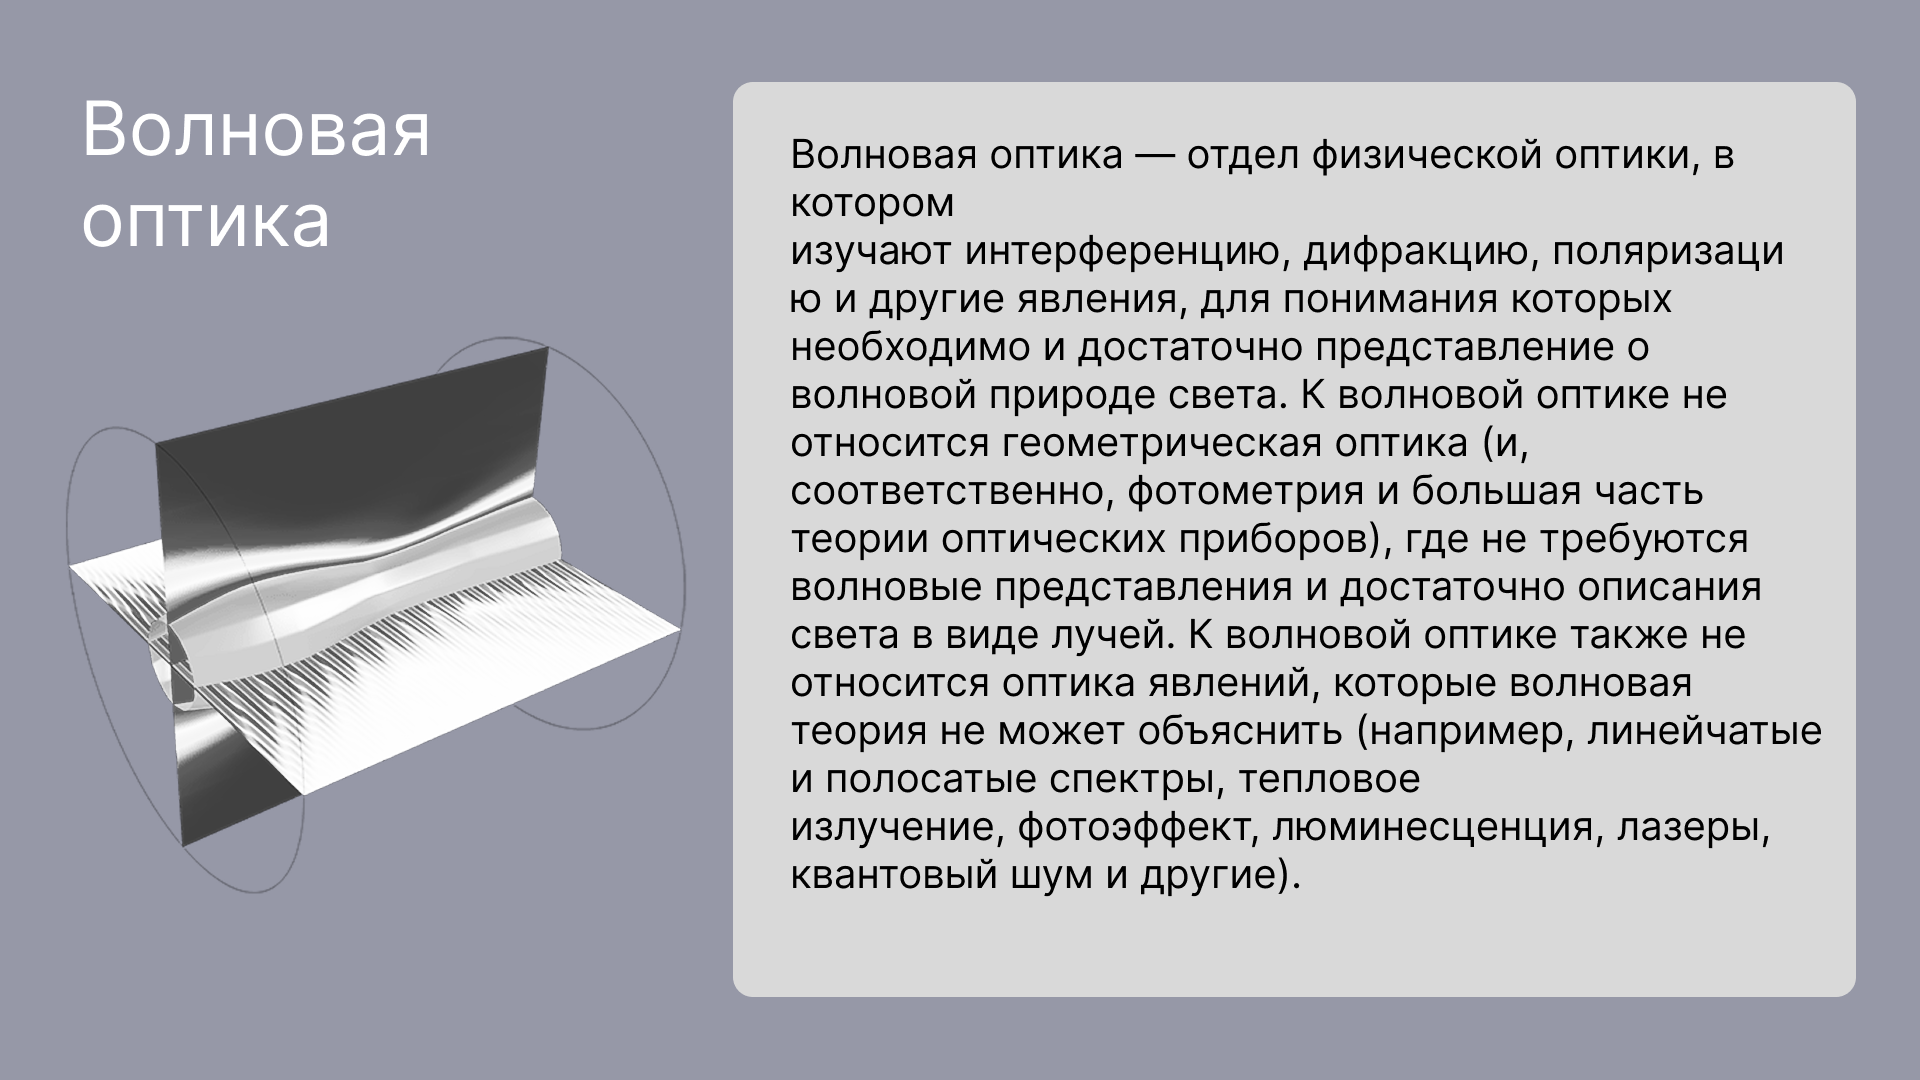 Волновая
оптика
Волновая оптика — отдел физической оптики, в
котором
изучают интерференцию, дифракцию, поляризаци
ю и другие явления, для понимания которых
необходимо и достаточно представление о
волновой природе света. К волновой оптике не
относится геометрическая оптика (и,
соответственно, фотометрия и большая часть
теории оптических приборов), где не требуются
волновые представления и достаточно описания
света в виде лучей. К волновой оптике также не
относится оптика явлений, которые волновая
теория не может объяснить (например, линейчатые
и полосатые спектры, тепловое
излучение, фотоэффект, люминесценция, лазеры,
квантовый шум и другие).